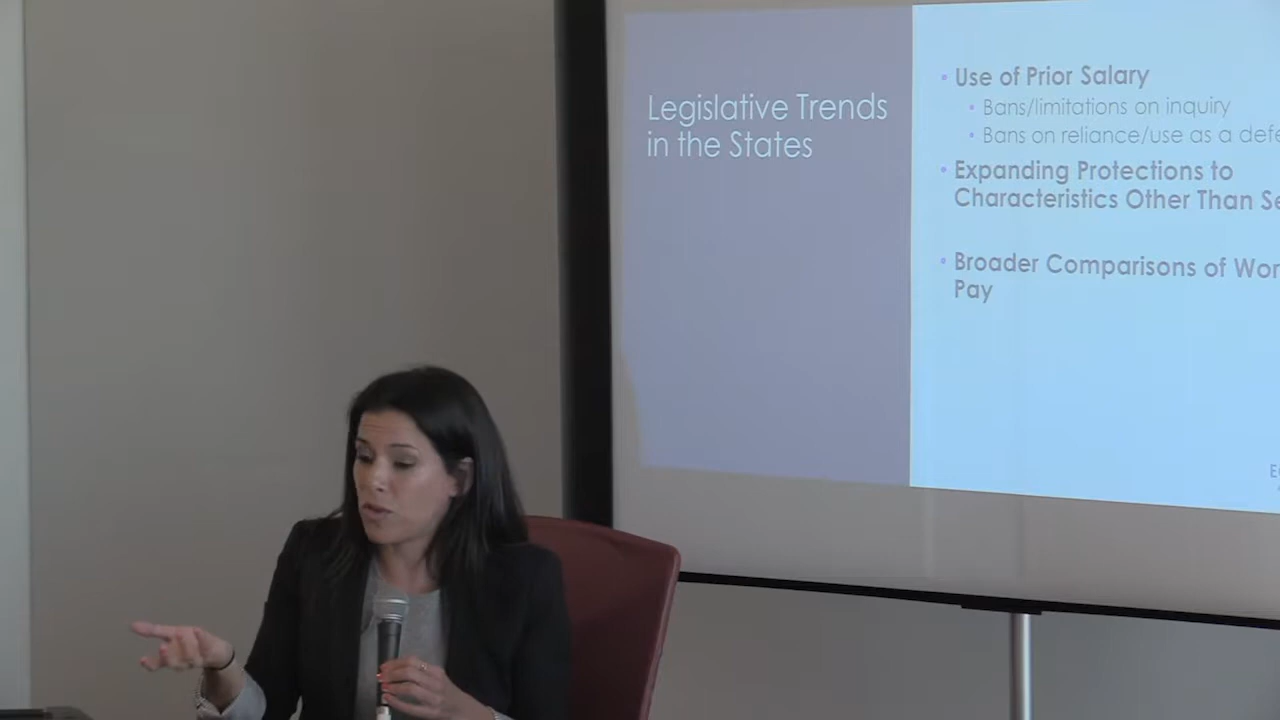 Legislative Trends
in the States
• Use of Prior Salary
• Bans/limitations on inquiry
• Bans on reliance/use as a
• Expanding Protections to
Characteristics Other Than
• Broader Comparisons of
Pay